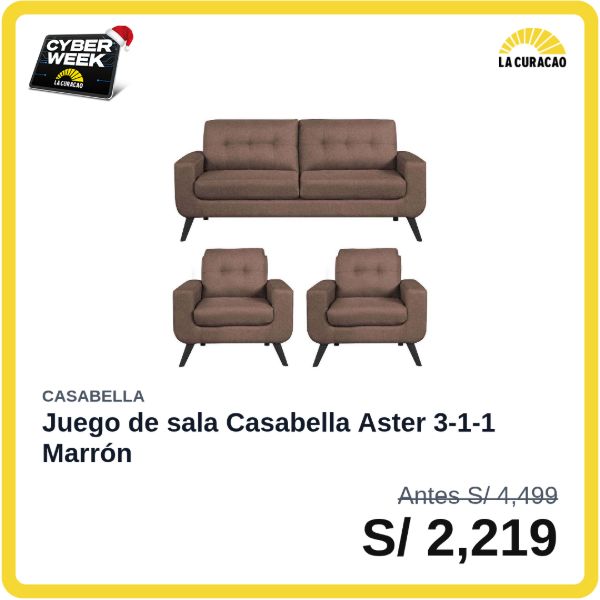 CYBER
WEEK
LA CURACAO
LA CURACAO
CASABELLA
Juego de sala Casabella Aster 3-1-1
Marrón
Antes S/ 4,499
S/ 2,219